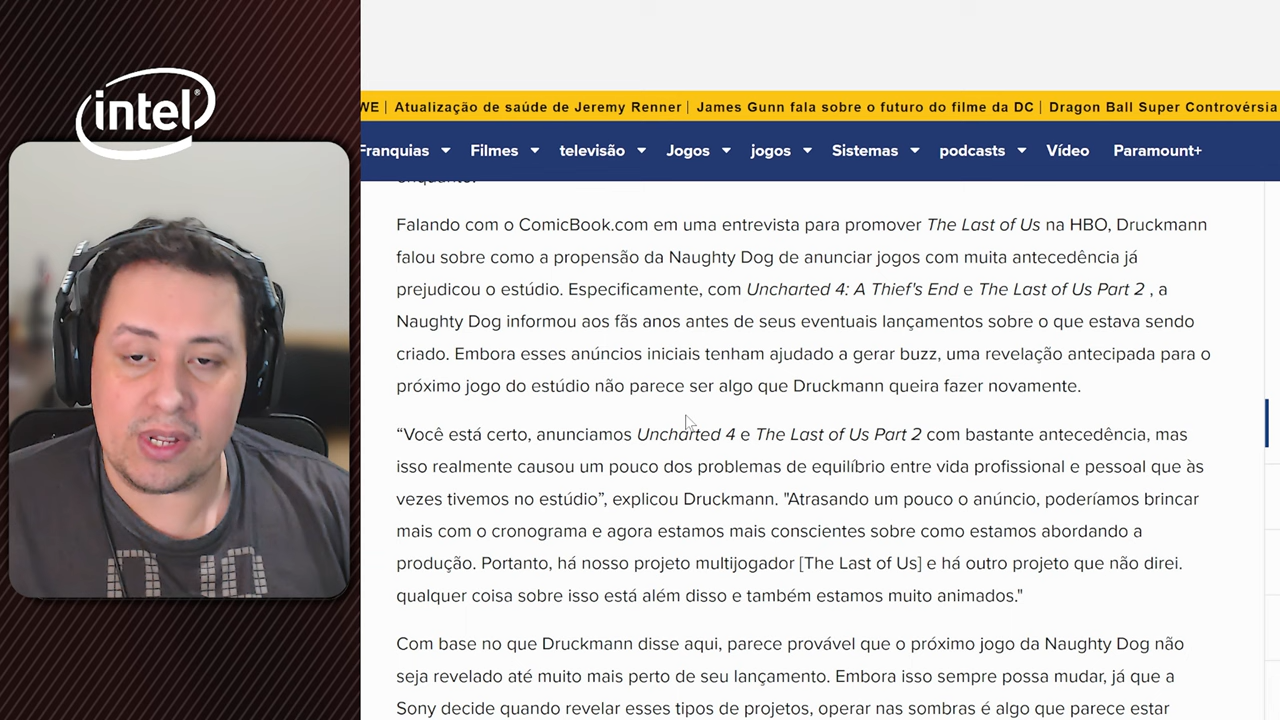 intel
WE | Atualização de saúde de Jeremy Renner | James Gunn fala sobre o futuro do filme da DC | Dragon Ball Super Controvérsia
Franquias Filmes televisão Jogos jogos Sistemas podcasts Vídeo Paramount+
enquanto.
Falando com o ComicBook.com em uma entrevista para promover The Last of Us na HBO, Druckmann
falou sobre como a propensão da Naughty Dog de anunciar jogos com muita antecedência já
prejudicou o estúdio. Especificamente, com Uncharted 4: A Thief's End e The Last of Us Part 2 , a
Naughty Dog informou aos fãs anos antes de seus eventuais lançamentos sobre o que estava sendo
criado. Embora esses anúncios iniciais tenham ajudado a gerar buzz, uma revelação antecipada para o
próximo jogo do estúdio não parece ser algo que Druckmann queira fazer novamente.
“Você está certo, anunciamos Uncharted 4 e The Last of Us Part 2 com bastante antecedência, mas
isso realmente causou um pouco dos problemas de equilíbrio entre vida profissional e pessoal que às
vezes tivemos no estúdio”, explicou Druckmann. "Atrasando um pouco o anúncio, poderíamos brincar
mais com o cronograma e agora estamos mais conscientes sobre como estamos abordando a
produção. Portanto, há nosso projeto multijogador [The Last of Us] e há outro projeto que não direi.
qualquer coisa sobre isso está além disso e também estamos muito animados."
Com base no que Druckmann disse aqui, parece provável que o próximo jogo da Naughty Dog não
seja revelado até muito mais perto de seu lançamento. Embora isso sempre possa mudar, já que a
Sony decide quando revelar esses tipos de projetos, operar nas sombras é algo que parece estar